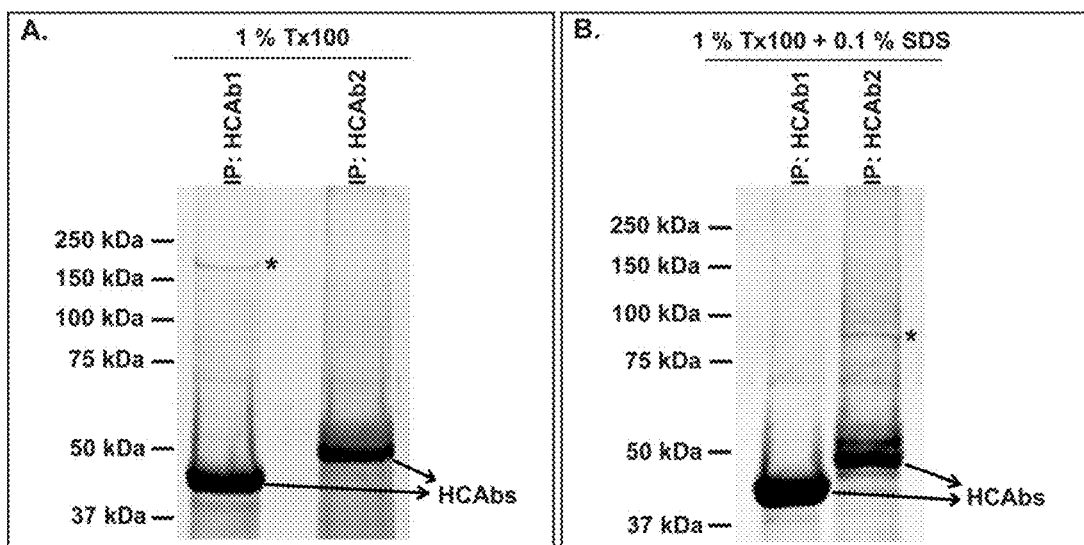 A.
1 % Tx100
IP: HCAb1
IP: HCAb2
250 kDa
150 kDa
100 kDa
75 kDa
50 kDa
37 kDa
*
HCAbs
B.
1 % Tx100 + 0.1 % SDS
IP: HCAb1
IP: HCAb2
250 kDa
150 kDa
100 kDa
75 kDa
50 kDa
37 kDa
*
HCAbs